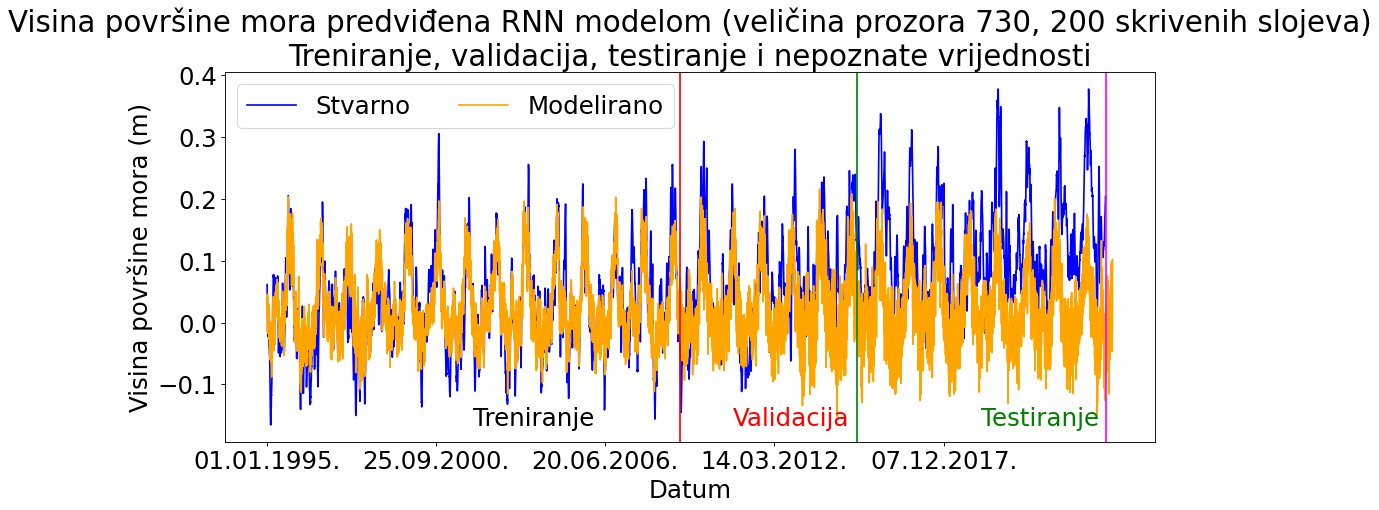 Visina površine mora predviđena RNN modelom (veličina prozora 730, 200 skrivenih slojeva)
Treniranje, validacija, testiranje i nepoznate vrijednosti
Stvarno
Modelirano
Visina površine mora (m)
0.4
0.3
0.2
0.1
0.0
−0.1
Treniranje
Validacija
Testiranje
01.01.1995.
25.09.2000.
20.06.2006.
14.03.2012.
07.12.2017.
Datum